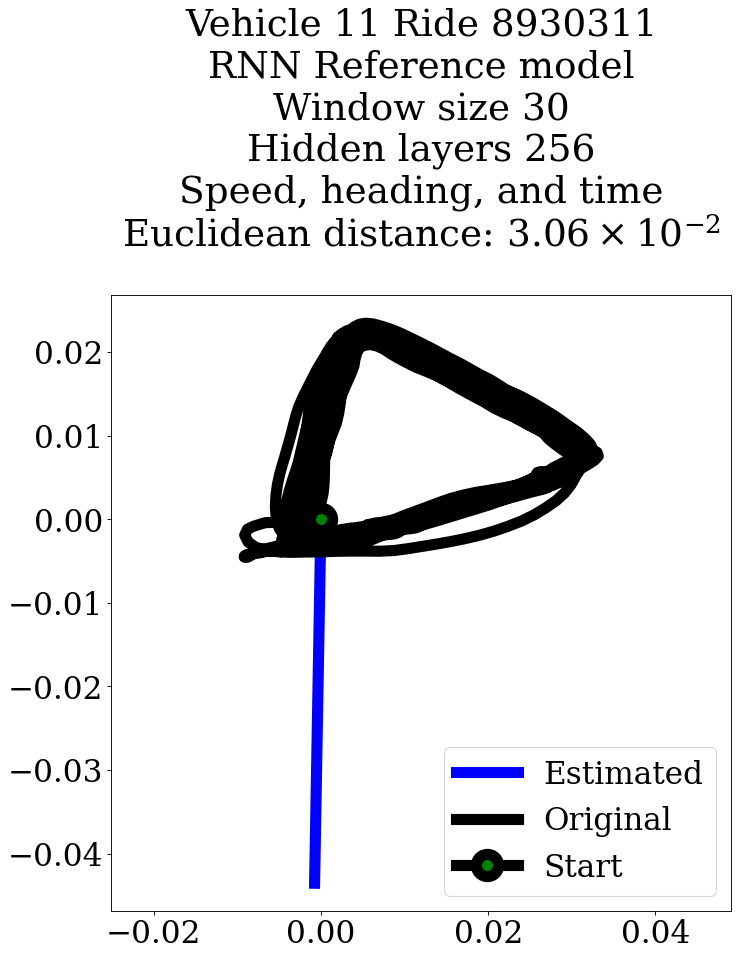 Vehicle 11 Ride 8930311
RNN Reference model
Window size 30
Hidden layers 256
Speed, heading, and time
Euclidean distance: 3.06 × 10⁻²
0.02
0.01
0.00
−0.01
−0.02
−0.03
−0.04
−0.02 0.00 0.02 0.04
Estimated
Original
Start